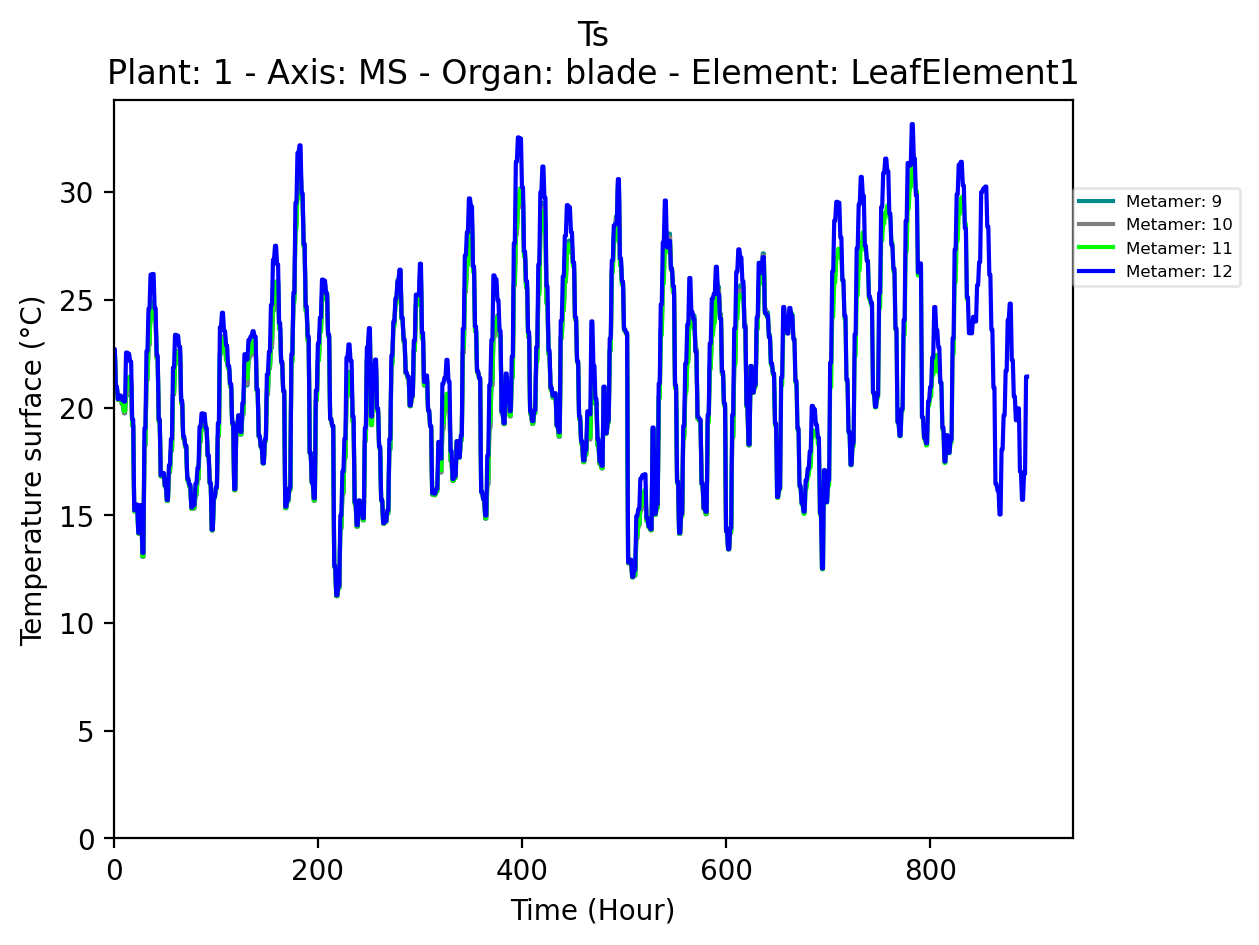 Ts
Plant: 1 - Axis: MS - Organ: blade - Element: LeafElement1
Temperature surface (°C)
30
25
20
15
10
5
0
0 200 400 600 800
Time (Hour)
Metamer: 9
Metamer: 10
Metamer: 11
Metamer: 12